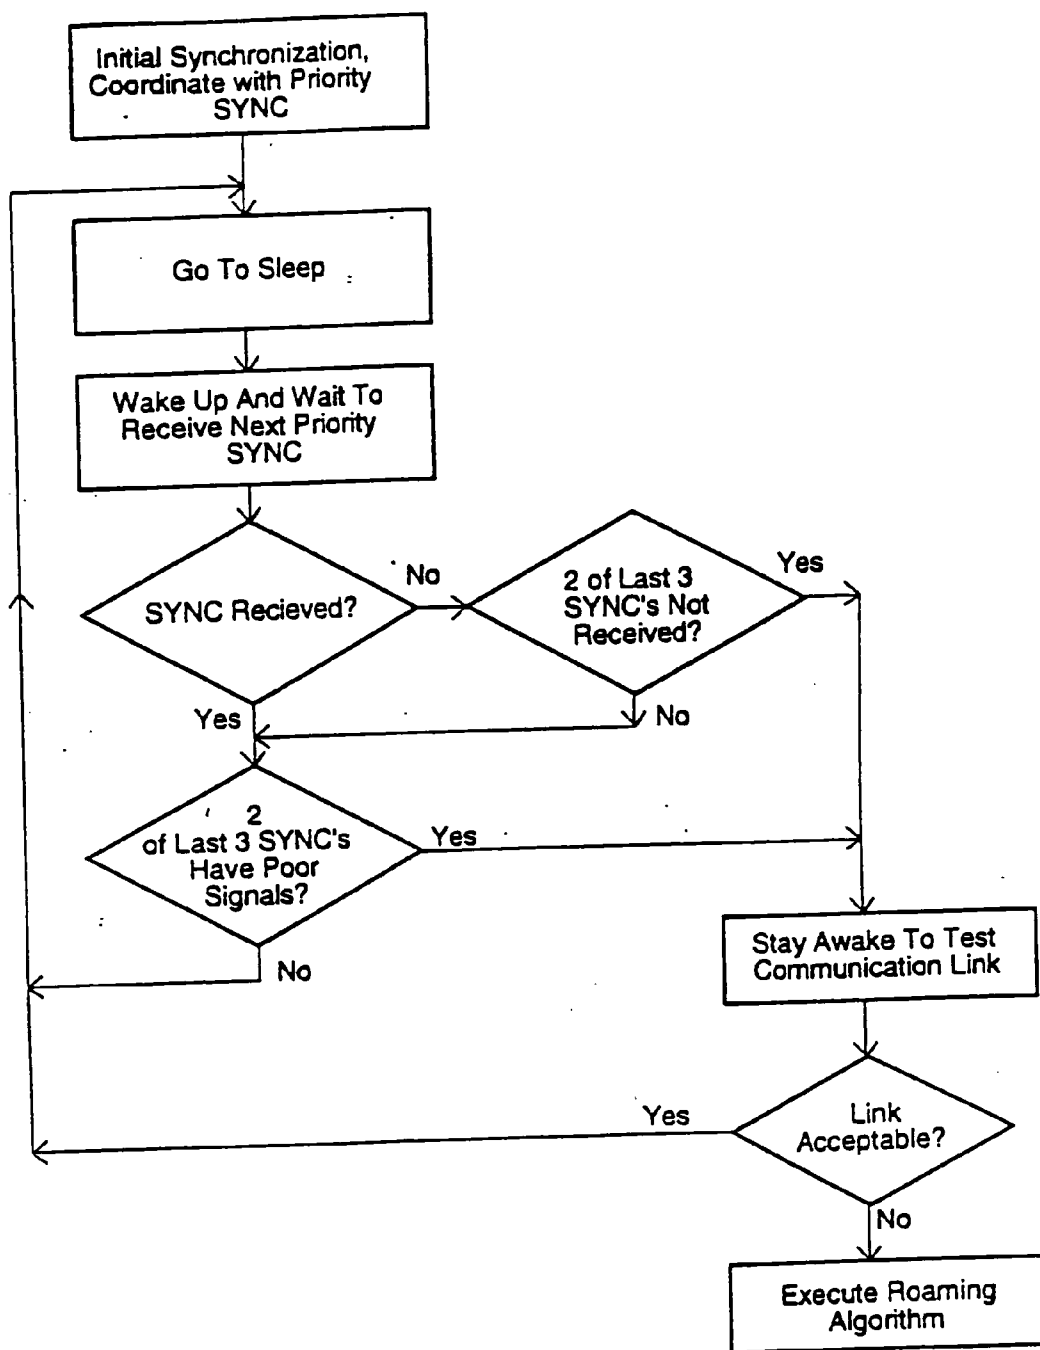 Initial Synchronization,
Coordinate with Priority
SYNC
Go To Sleep
Wake Up And Wait To
Receive Next Priority
SYNC
SYNC Recieved?
No
2 of Last 3
SYNC's Not
Received?
Yes
Yes
No
2
of Last 3 SYNC's
Have Poor
Signals?
Yes
No
Stay Awake To Test
Communication Link
Link
Acceptable?
Yes
No
Execute Roaming
Algorithm